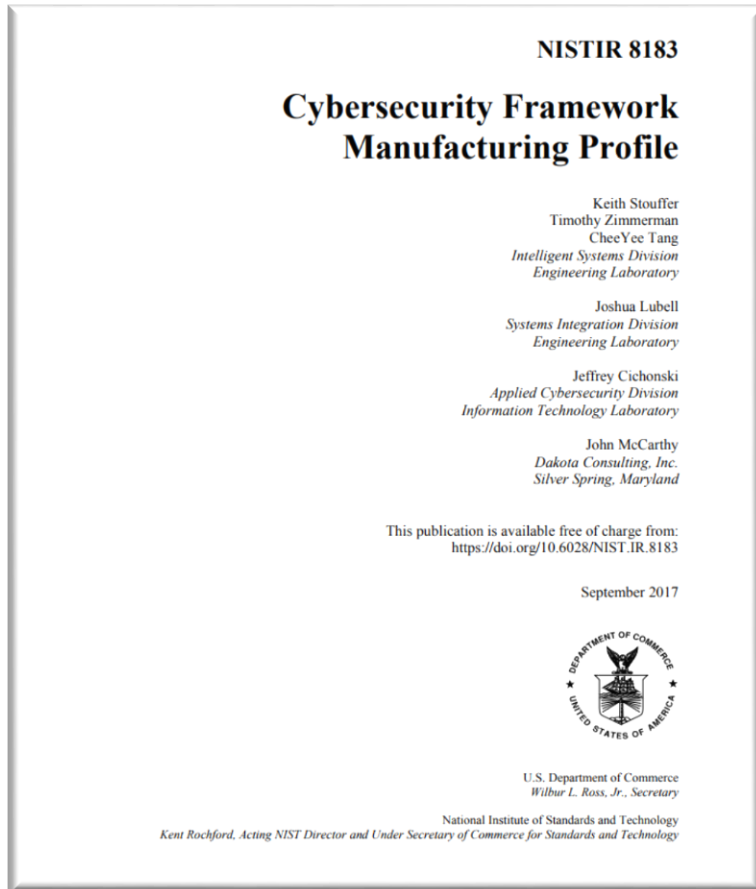 NISTIR 8183
Cybersecurity Framework
Manufacturing Profile
Keith Stouffer
Timothy Zimmerman
CheeYee Tang
Intelligent Systems Division
Engineering Laboratory
Joshua Lubell
Systems Integration Division
Engineering Laboratory
Jeffrey Cichonski
Applied Cybersecurity Division
Information Technology Laboratory
John McCarthy
Dakota Consulting, Inc.
Silver Spring, Maryland
This publication is available free of charge from:
https://doi.org/10.6028/NIST.IR.8183
September 2017
DEPARTMENT OF COMMERCE
UNITED STATES OF AMERICA
U.S. Department of Commerce
Wilbur L. Ross, Jr., Secretary
National Institute of Standards and Technology
Kent Rochford, Acting NIST Director and Under Secretary of Commerce for Standards and Technology